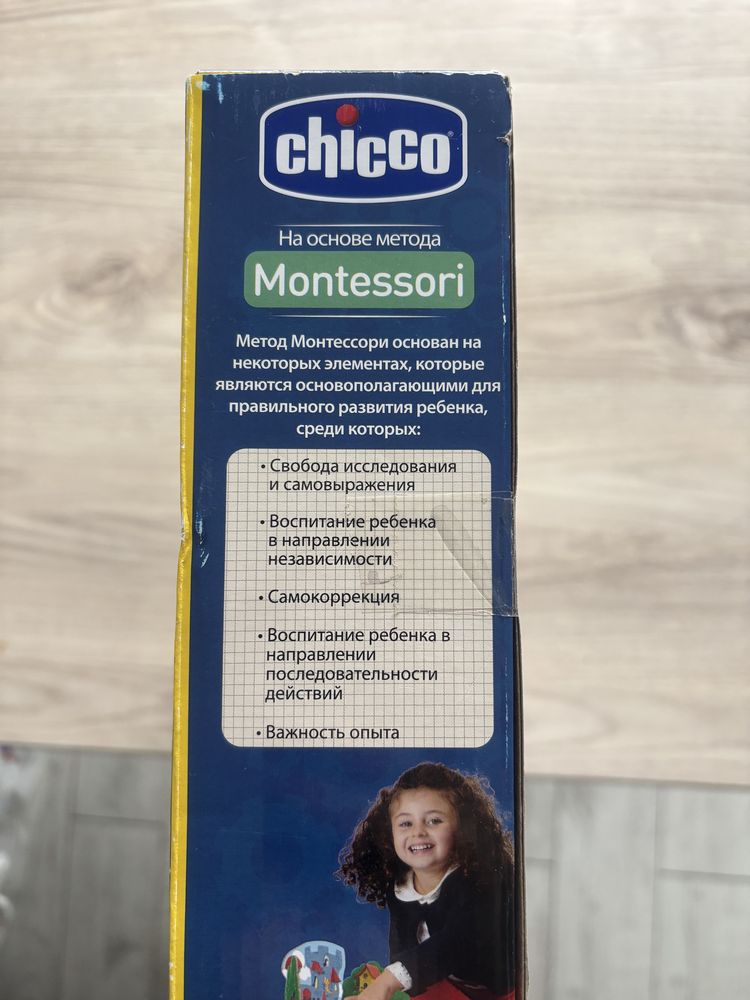 chicco
На основе метода
Montessori
Метод Монтессори основан на
некоторых элементах, которые
являются основополагающими для
правильного развития ребенка,
среди которых:
• Свобода исследования
и самовыражения
• Воспитание ребенка
в направлении
независимости
• Самокоррекция
• Воспитание ребенка в
направлении
последовательности
действий
• Важность опыта